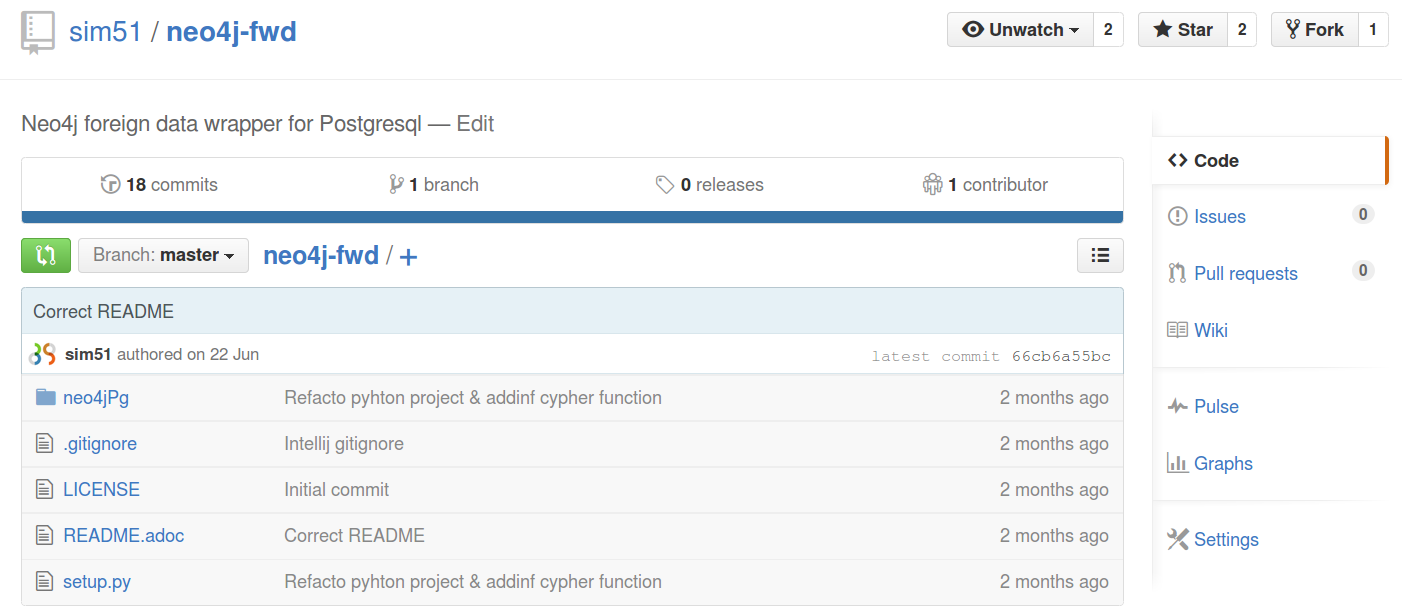 sim51 / neo4j-fwd
Unwatch 2 Star 2 Fork 1
Neo4j foreign data wrapper for Postgresql — Edit
18 commits 1 branch 0 releases 1 contributor
Branch: master neo4j-fwd / +
Correct README
sim51 authored on 22 Jun latest commit 66cb6a55bc
neo4jPg Refacto pyhton project & addinf cypher function 2 months ago
.gitignore Intellij gitignore 2 months ago
LICENSE Initial commit 2 months ago
README.adoc Correct README 2 months ago
setup.py Refacto pyhton project & addinf cypher function 2 months ago
Code
Issues 0
Pull requests 0
Wiki
Pulse
Graphs
Settings